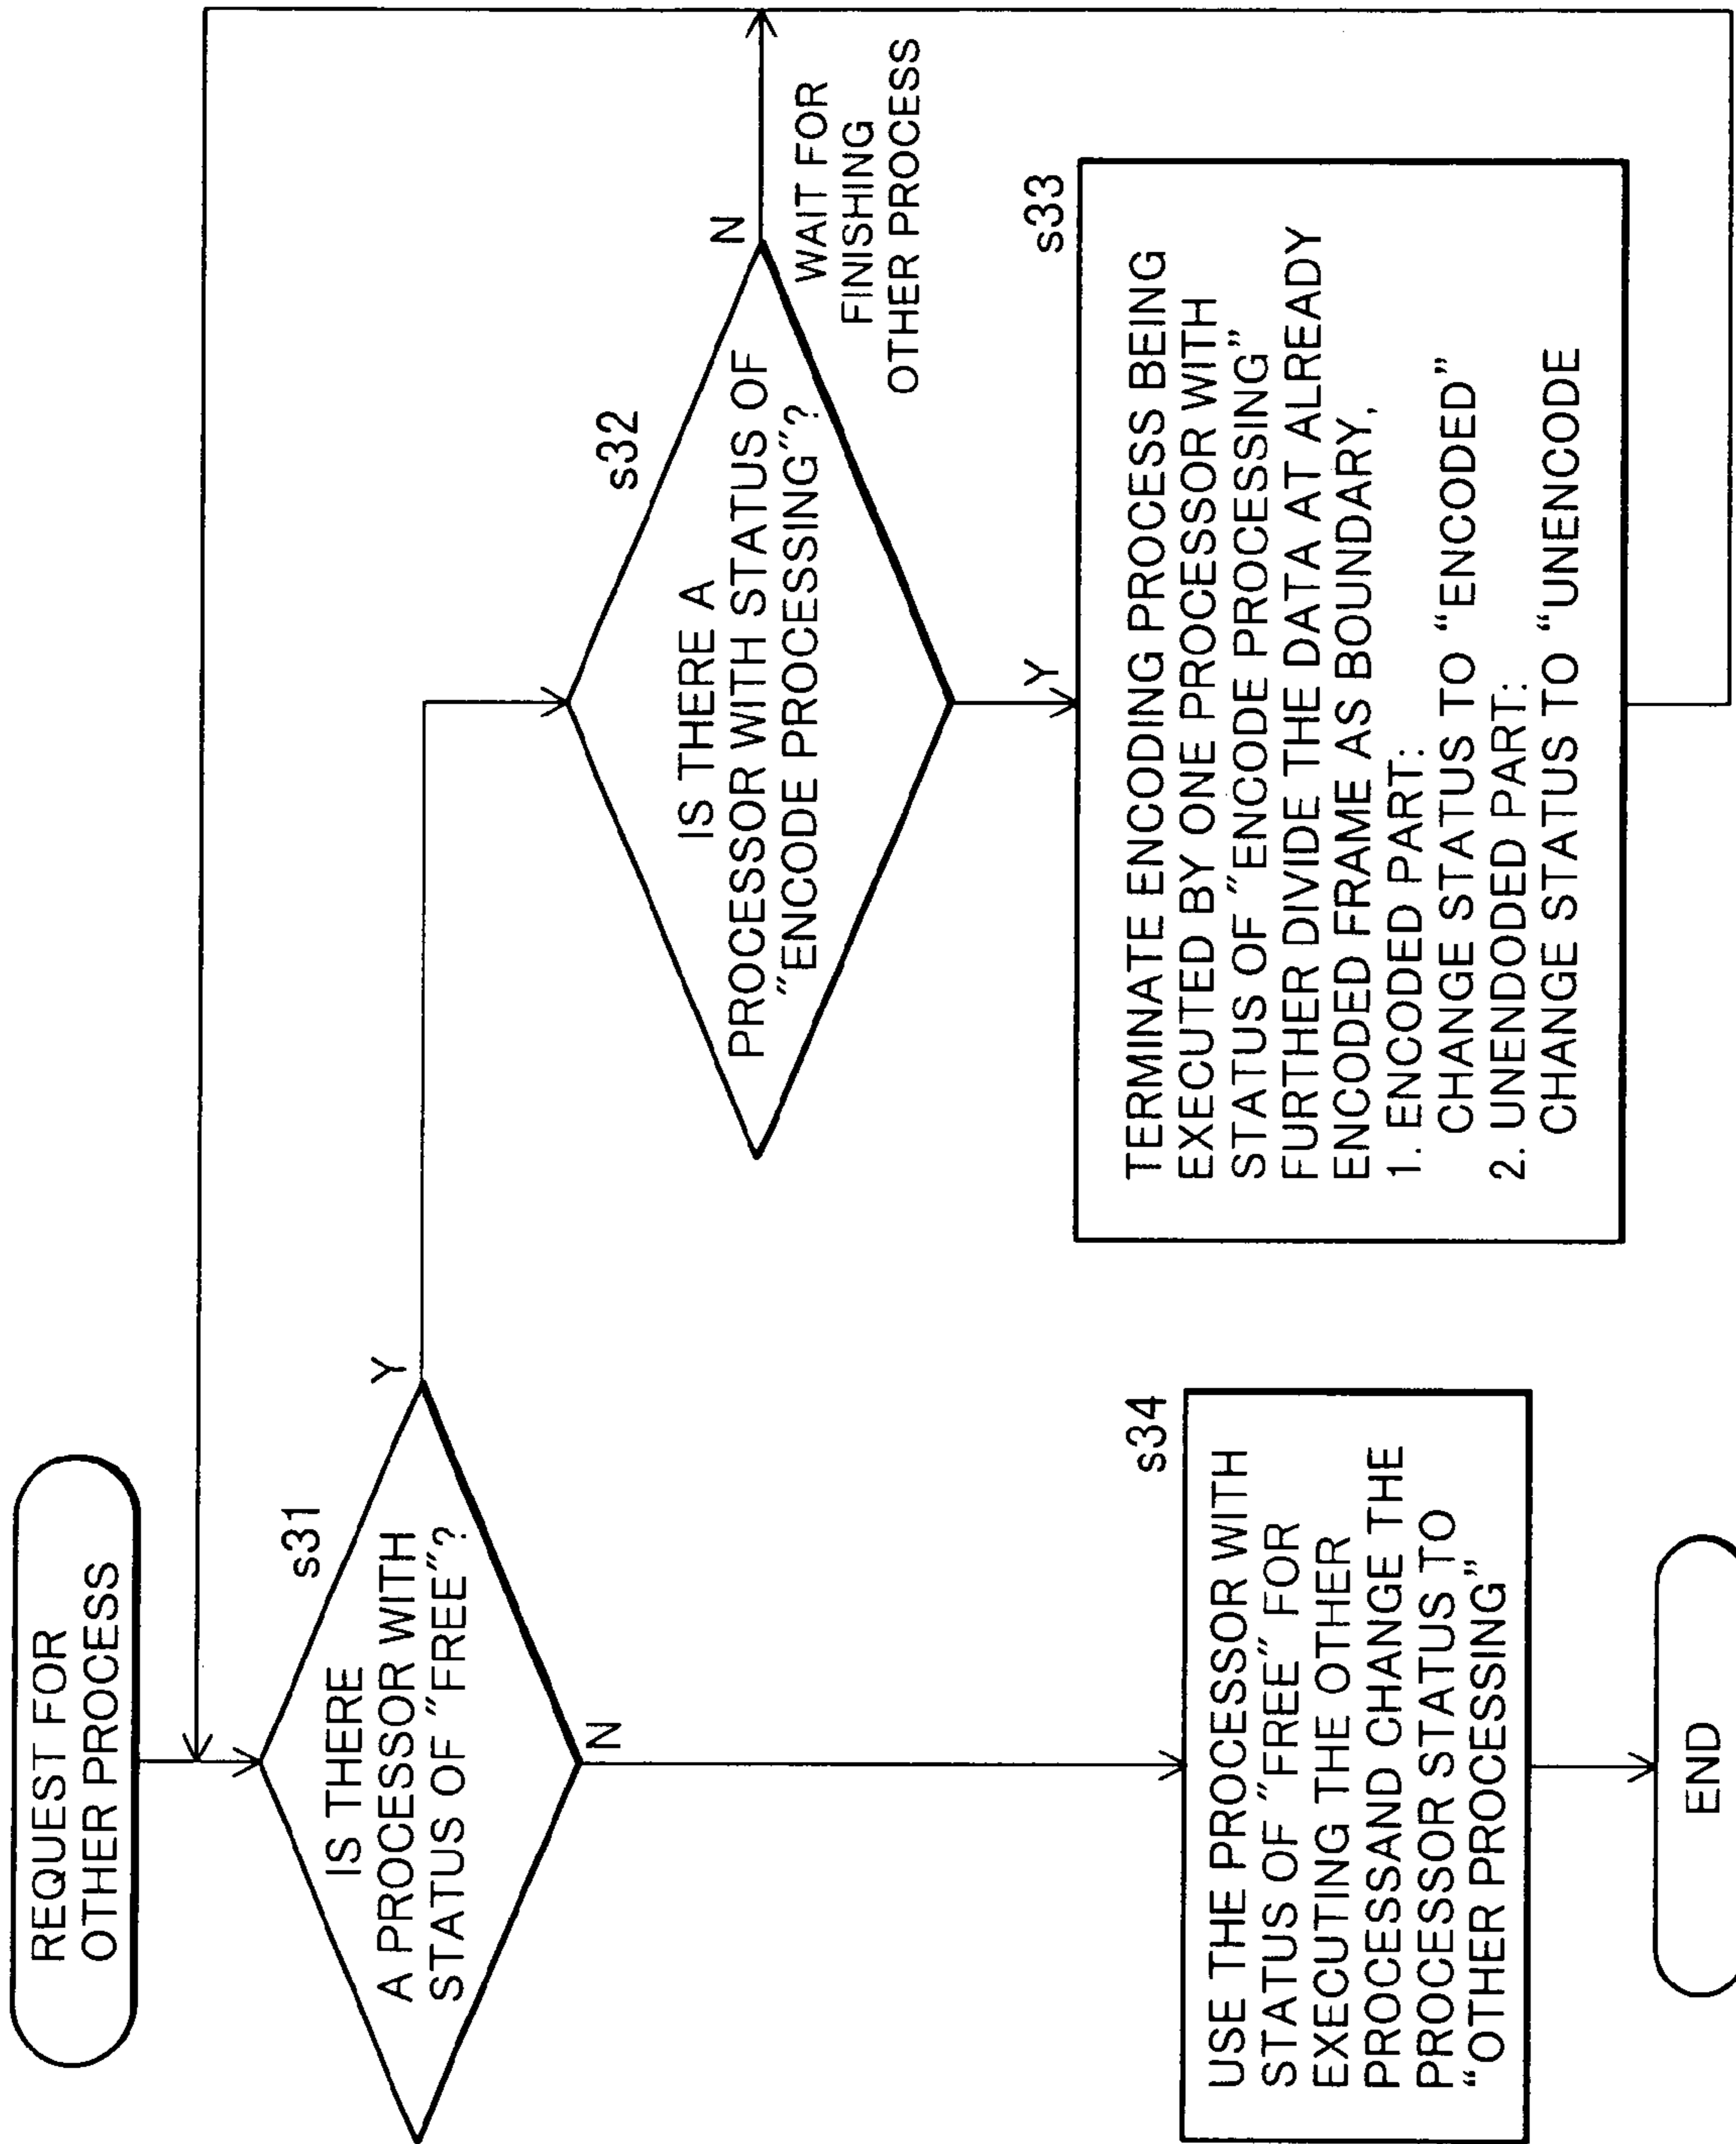 REQUEST FOR
OTHER PROCESS
s31
IS THERE
A PROCESSOR WITH
STATUS OF "FREE"?
Y
N
s32
IS THERE A
PROCESSOR WITH STATUS OF
"ENCODE PROCESSING"?
N
WAIT FOR
FINISHING
OTHER PROCESS
Y
s33
TERMINATE ENCODING PROCESS BEING
EXECUTED BY ONE PROCESSOR WITH
STATUS OF "ENCODE PROCESSING"
FURTHER DIVIDE THE DATA AT ALREADY
ENCODED FRAME AS BOUNDARY,
1. ENCODED PART:
CHANGE STATUS TO "ENCODED"
2. UNENDODED PART:
CHANGE STATUS TO "UNENCODE
s34
USE THE PROCESSOR WITH
STATUS OF "FREE" FOR
EXECUTING THE OTHER
PROCESSAND CHANGE THE
PROCESSOR STATUS TO
"OTHER PROCESSING"
END